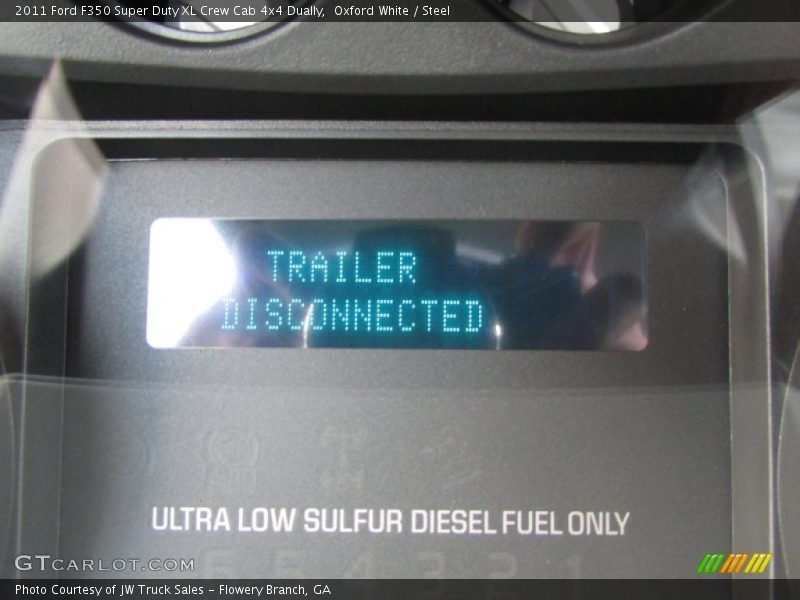 2011 Ford F350 Super Duty XL Crew Cab 4x4 Dually,  Oxford White / Steel
TRAILER
DISCONNECTED
ULTRA LOW SULFUR DIESEL FUEL ONLY
GTCARLOT.COM
Photo Courtesy of JW Truck Sales - Flowery Branch, GA